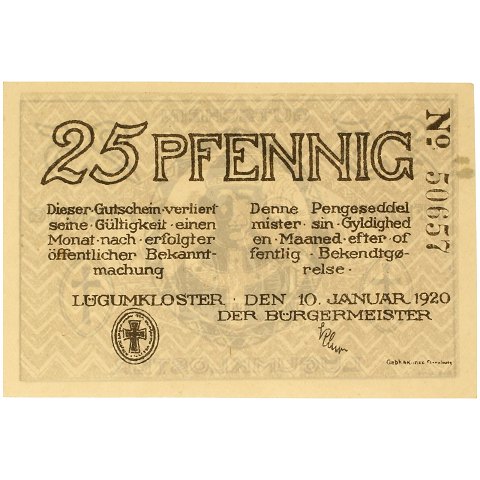 25 PFENNIG
No. 50657
Dieser·Gutschein·verliert
seine·Gültigkeit·einen
Monat·nach·erfolgter
öffentlicher·Bekannt-
machung
Denne Pengeseddel
mister·sin·Gyldighed
en·Maaned·efter·of
fentlig·Bekendtgø-
relse·
LÜGUMKLOSTER · DEN 10. JANUAR 1920
DER BÜRGERMEISTER